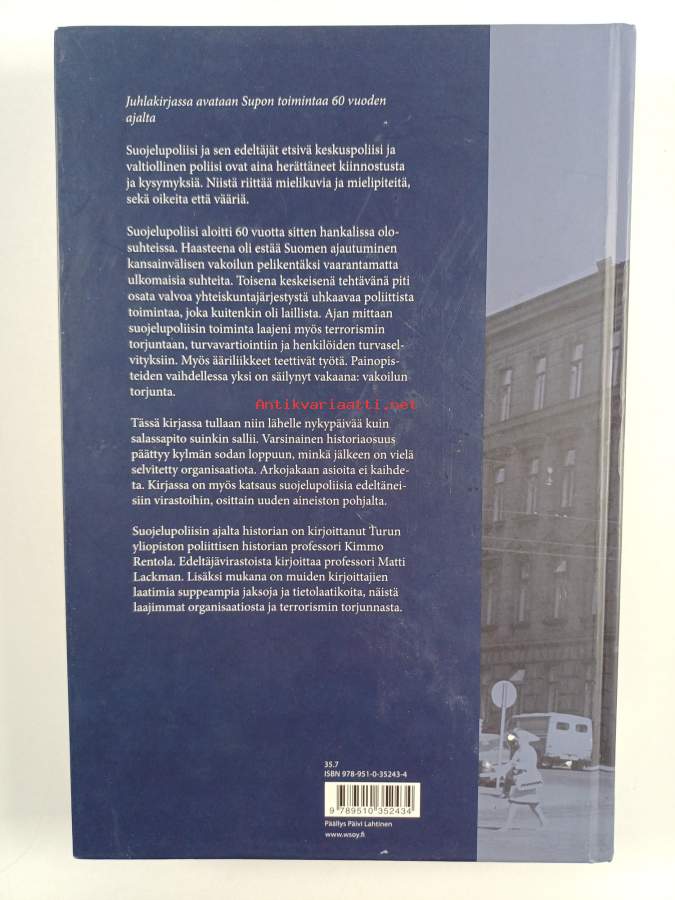 Juhlakirjassa avataan Supon toimintaa 60 vuoden
ajalta
Suojelupoliisi ja sen edeltäjät etsivä keskuspoliisi ja
valtiollinen poliisi ovat aina herättäneet kiinnostusta
ja kysymyksiä. Niistä riittää mielikuvia ja mielipiteitä,
sekä oikeita että vääriä.
Suojelupoliisi aloitti 60 vuotta sitten hankalissa olo-
suhteissa. Haasteena oli estää Suomen ajautuminen
kansainvälisen vakoilun pelikentäksi vaarantamatta
ulkomaisia suhteita. Toisena keskeisenä tehtävänä piti
osata valvoa yhteiskuntajärjestystä uhkaavaa poliittista
toimintaa, joka kuitenkin oli laillista. Ajan mittaan
suojelupoliisin toiminta laajeni myös terrorismin
torjuntaan, turvavartiointiin ja henkilöiden turvasel-
vityksiin. Myös ääriliikkeet teettivät työtä. Painopis-
teiden vaihdellessa yksi on säilynyt vakaana: vakoilun
torjunta.
Antikvariaatti.net
Tässä kirjassa tullaan niin lähelle nykypäivää kuin
salassapito suinkin sallii. Varsinainen historiaosuus
päättyy kylmän sodan loppuun, minkä jälkeen on vielä
selvitetty organisaatiota. Arkojakaan asioita ei kaihde-
ta. Kirjassa on myös katsaus suojelupoliisia edeltänei-
siin virastoihin, osittain uuden aineiston pohjalta.
Suojelupoliisin ajalta historian on kirjoittanut Turun
yliopiston poliittisen historian professori Kimmo
Rentola. Edeltäjävirastoista kirjoittaa professori Matti
Lackman. Lisäksi mukana on muiden kirjoittajien
laatimia suppeampia jaksoja ja tietolaatikoita, näistä
laajimmat organisaatiosta ja terrorismin torjunnasta.
35.7
ISBN 978-951-0-35243-4
9 789510 352434
Päällys Päivi Lahtinen
www.wsoy.fi